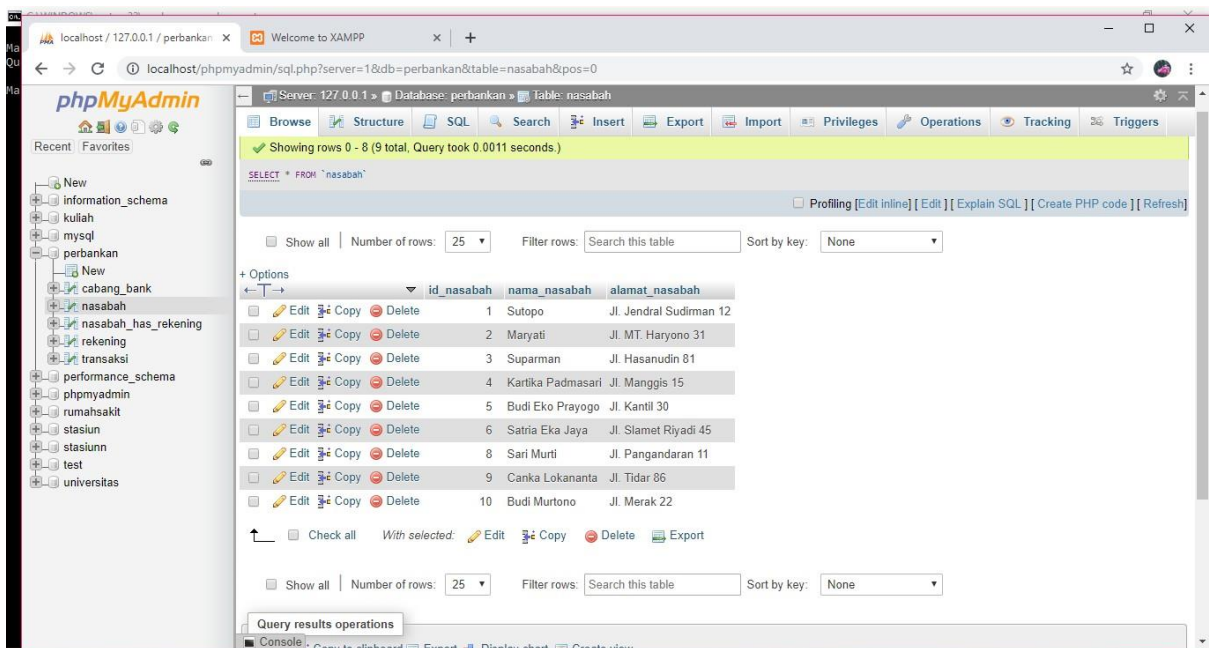 localhost / 127.0.0.1 / perbankan
Welcome to XAMPP
localhost/phpmyadmin/sql.php?server=1&db=perbankan&table=nasabah&pos=0
Ma
Qu
Ma
phpMyAdmin
Recent Favorites
New
information_schema
kuliah
mysql
perbankan
New
cabang_bank
nasabah
nasabah_has_rekening
rekening
transaksi
performance_schema
phpmyadmin
rumahsakit
stasiun
stasiunn
test
universitas
Server: 127.0.0.1 » Database: perbankan » Table: nasabah
Browse Structure SQL Search Insert Export Import Privileges Operations Tracking Triggers
Showing rows 0 - 8 (9 total, Query took 0.0011 seconds.)
SELECT * FROM `nasabah`
Profiling [Edit inline] [ Edit ] [ Explain SQL ] [ Create PHP code ] [ Refresh]
Show all Number of rows: 25 Filter rows: Search this table Sort by key: None
+ Options
←T→ id_nasabah nama_nasabah alamat_nasabah
Edit Copy Delete 1 Sutopo Jl. Jendral Sudirman 12
Edit Copy Delete 2 Maryati Jl. MT. Haryono 31
Edit Copy Delete 3 Suparman Jl. Hasanudin 81
Edit Copy Delete 4 Kartika Padmasari Jl. Manggis 15
Edit Copy Delete 5 Budi Eko Prayogo Jl. Kantil 30
Edit Copy Delete 6 Satria Eka Jaya Jl. Slamet Riyadi 45
Edit Copy Delete 8 Sari Murti Jl. Pangandaran 11
Edit Copy Delete 9 Canka Lokananta Jl. Tidar 86
Edit Copy Delete 10 Budi Murtono Jl. Merak 22
Check all With selected: Edit Copy Delete Export
Show all Number of rows: 25 Filter rows: Search this table Sort by key: None
Query results operations
Console Copy to clipboard Export Display chart Create view